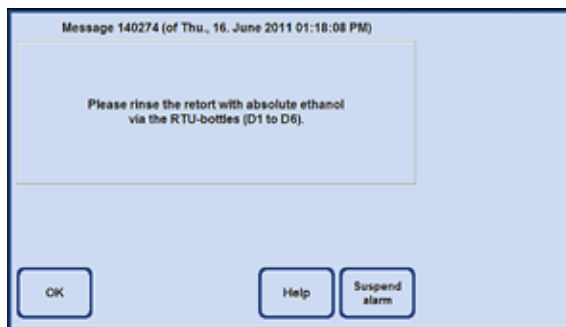 Message 140274 (of Thu., 16. June 2011 01:18:08 PM)
Please rinse the retort with absolute ethanol
via the RTU-bottles (D1 to D6).
OK
Help
Suspend
alarm